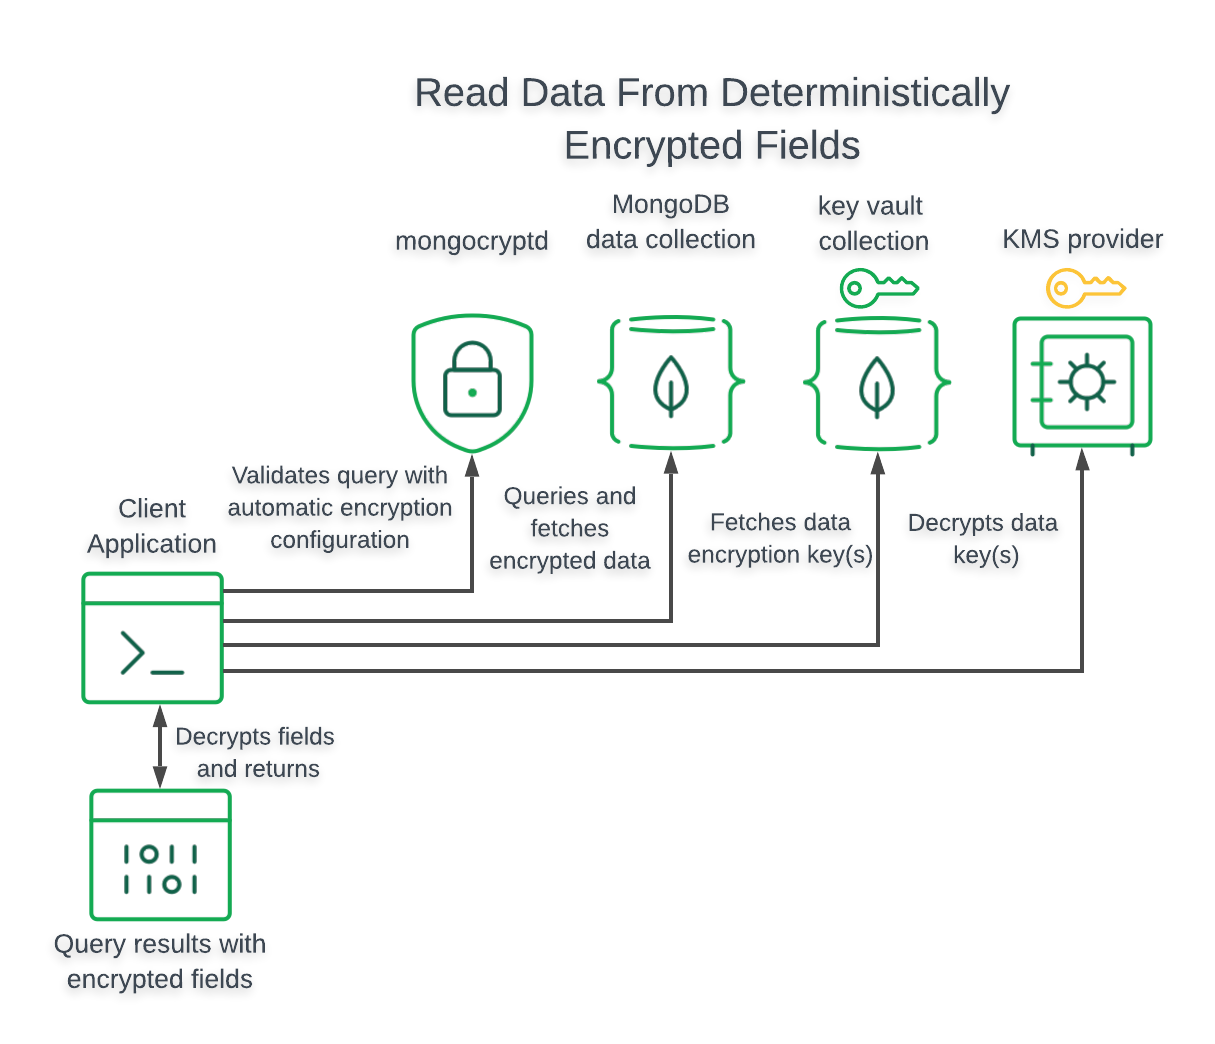 Read Data From Deterministically
Encrypted Fields
mongocryptd
MongoDB
data collection
key vault
collection
KMS provider
Validates query with
automatic encryption
configuration
Queries and
fetches
encrypted data
Fetches data
encryption key(s)
Decrypts data
key(s)
Client
Application
>_
Decrypts fields
and returns
1011
1101
Query results with
encrypted fields